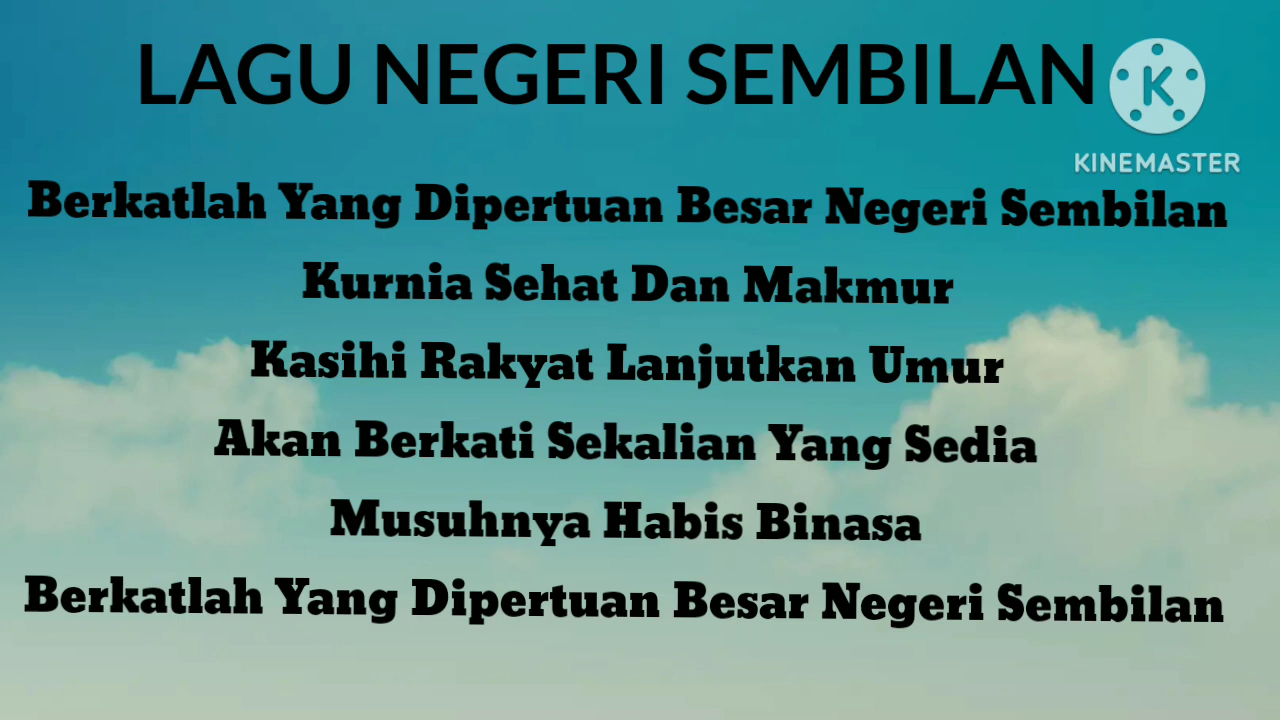 LAGU NEGERI SEMBILAN
KINEMASTER
Berkatlah Yang Dipertuan Besar Negeri Sembilan
Kurnia Sehat Dan Makmur
Kasihi Rakyat Lanjutkan Umur
Akan Berkati Sekalian Yang Sedia
Musuhnya Habis Binasa
Berkatlah Yang Dipertuan Besar Negeri Sembilan